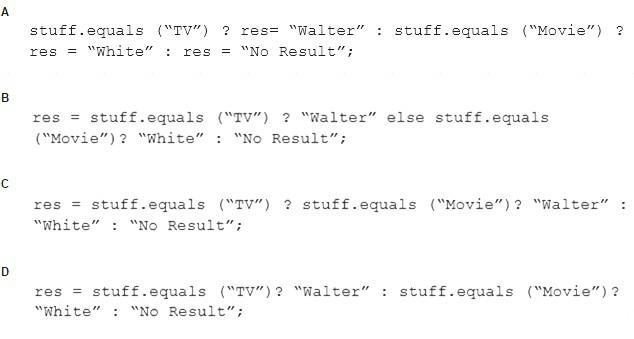 A
stuff.equals (“TV”) ? res= “Walter” : stuff.equals (“Movie”) ?
res = “White” : res = “No Result”;
B
res = stuff.equals (“TV”) ? “Walter” else stuff.equals
(“Movie”)? “White” : “No Result”;
C
res = stuff.equals (“TV”) ? stuff.equals (“Movie”)? “Walter” :
“White” : “No Result”;
D
res = stuff.equals (“TV”)? “Walter” : stuff.equals (“Movie”)?
“White” : “No Result”;